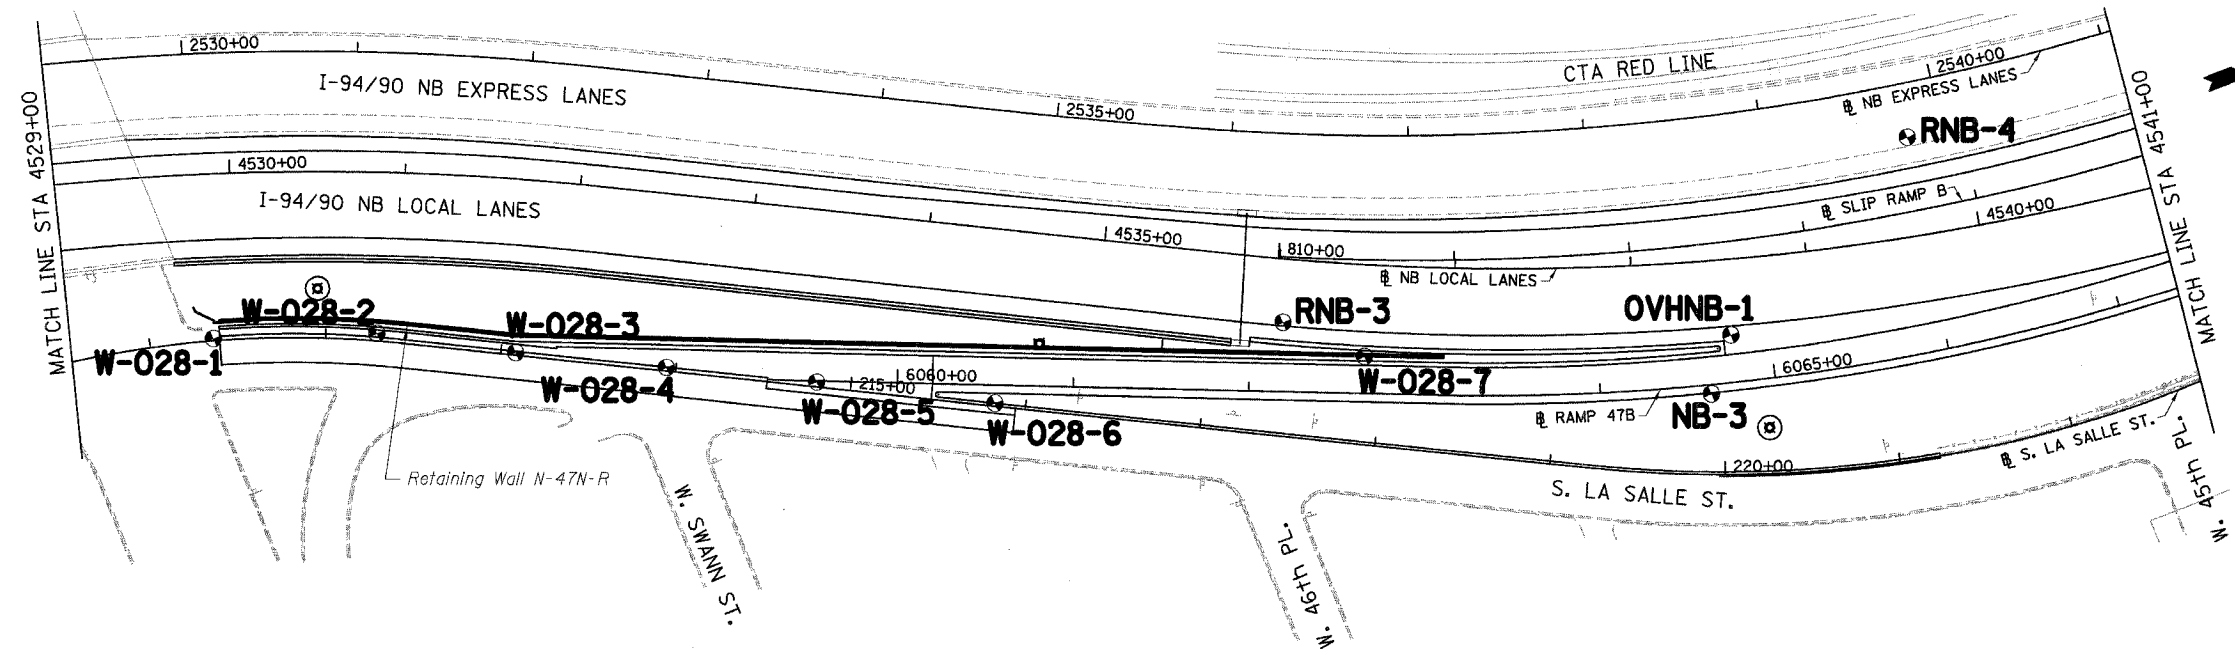 2530+00
I-94/90 NB EXPRESS LANES
2535+00
CTA RED LINE
2540+00
℄ NB EXPRESS LANES
RNB-4
MATCH LINE STA 4529+00
MATCH LINE STA 4541+00
4530+00
I-94/90 NB LOCAL LANES
4535+00
810+00
℄ SLIP RAMP B
4540+00
℄ NB LOCAL LANES
W-028-2
W-028-3
RNB-3
OVHNB-1
W-028-1
W-028-4
215+00
6060+00
W-028-5
W-028-6
W-028-7
6065+00
℄ RAMP 47B
NB-3
220+00
℄ S. LA SALLE ST.
Retaining Wall N-47N-R
S. LA SALLE ST.
W. SWANN ST.
W. 46th PL.
W. 45th PL.